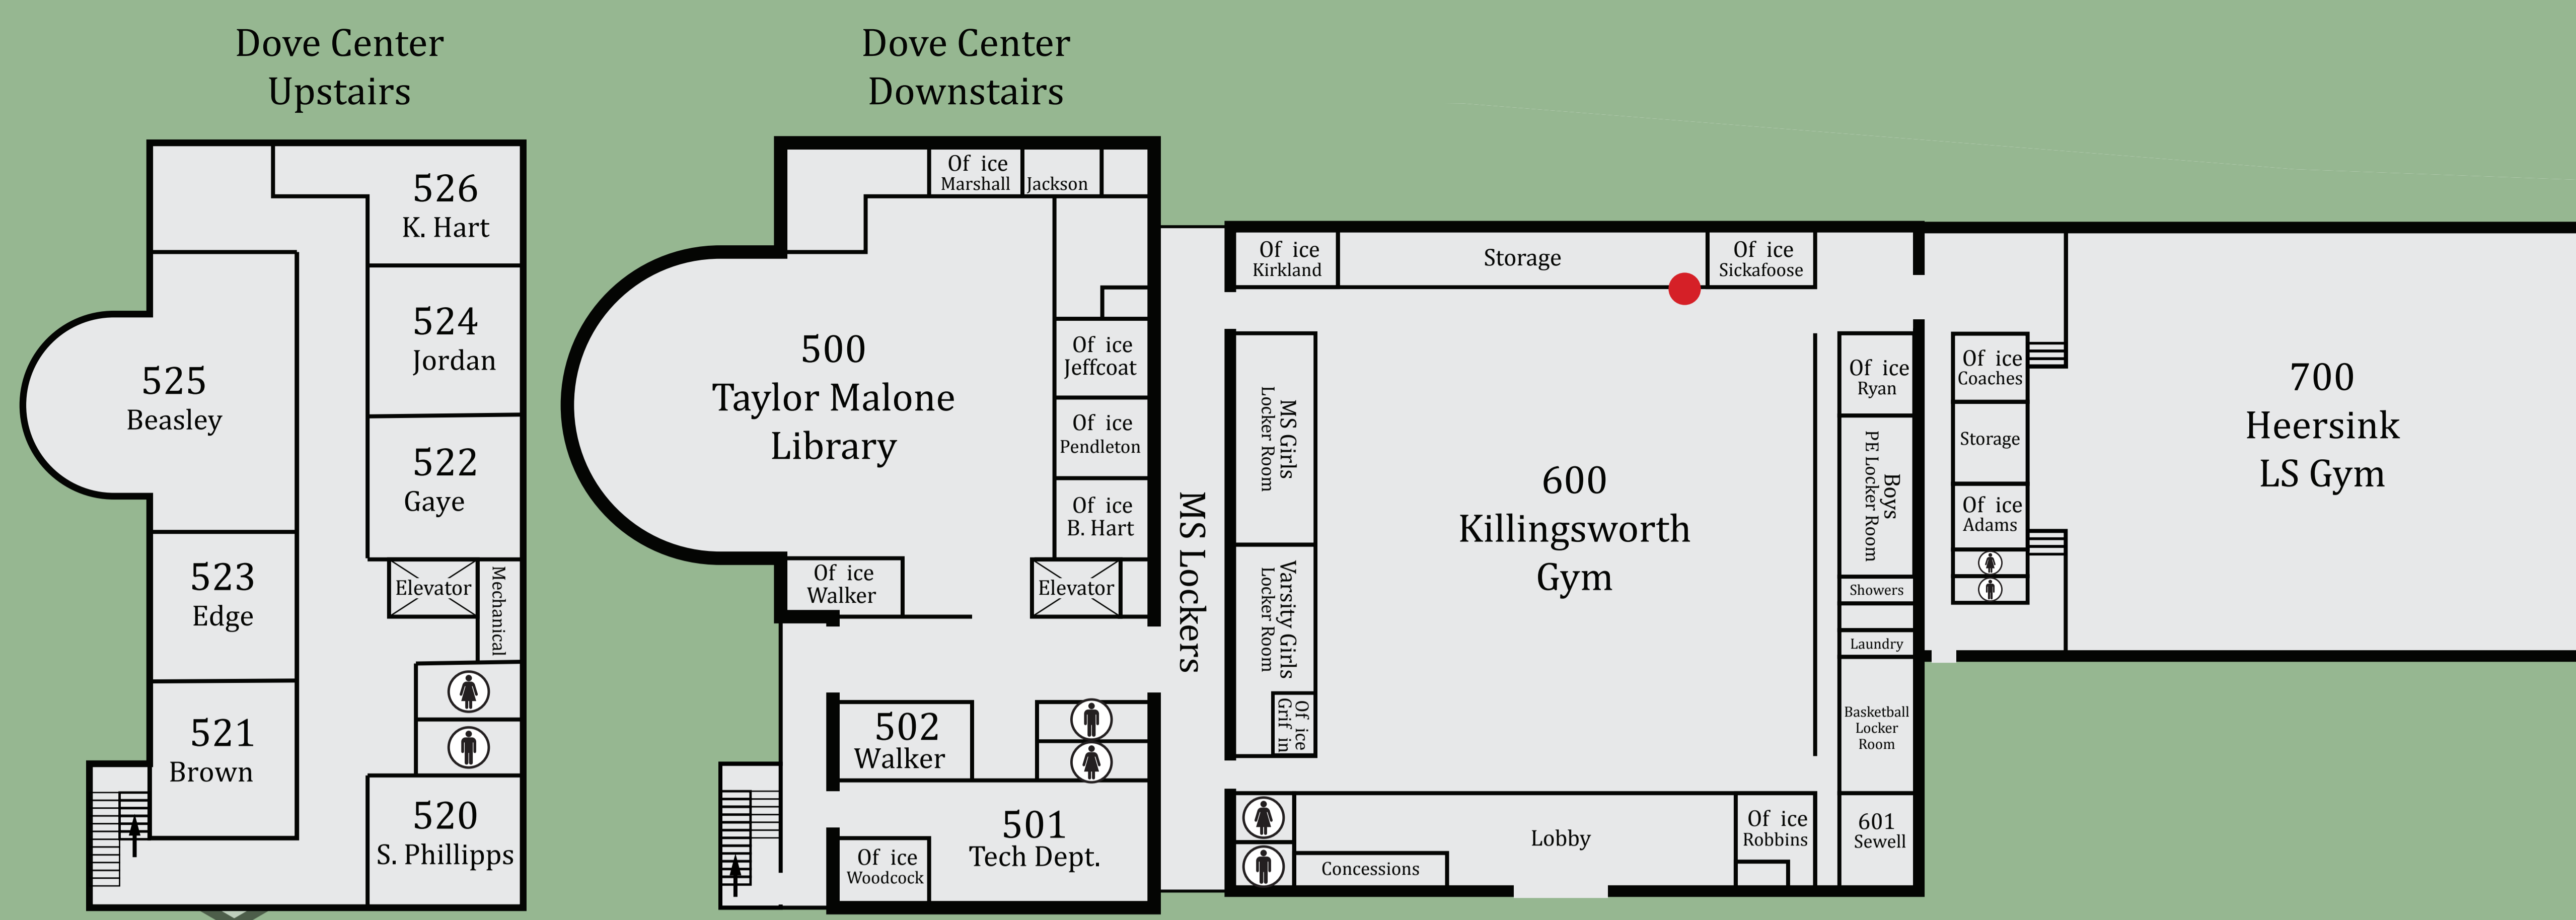 Dove Center
Upstairs
526
K. Hart
524
Jordan
525
Beasley
522
Gaye
523
Edge
Elevator
Mechanical
521
Brown
520
S. Phillipps
Dove Center
Downstairs
Of ice
Marshall
Jackson
500
Taylor Malone
Library
Of ice
Jeffcoat
Of ice
Pendleton
Of ice
B. Hart
Of ice
Walker
Elevator
502
Walker
501
Tech Dept.
Of ice
Woodcock
MS Lockers
Of ice
Kirkland
Storage
Of ice
Sickafoose
MS Girls
Locker Room
Varsity Girls
Locker Room
Of ice
Grif in
600
Killingsworth
Gym
Of ice
Ryan
Boys
PE Locker Room
Showers
Laundry
Basketball
Locker
Room
601
Sewell
Lobby
Concessions
Of ice
Robbins
Of ice
Coaches
Storage
Of ice
Adams
700
Heersink
LS Gym